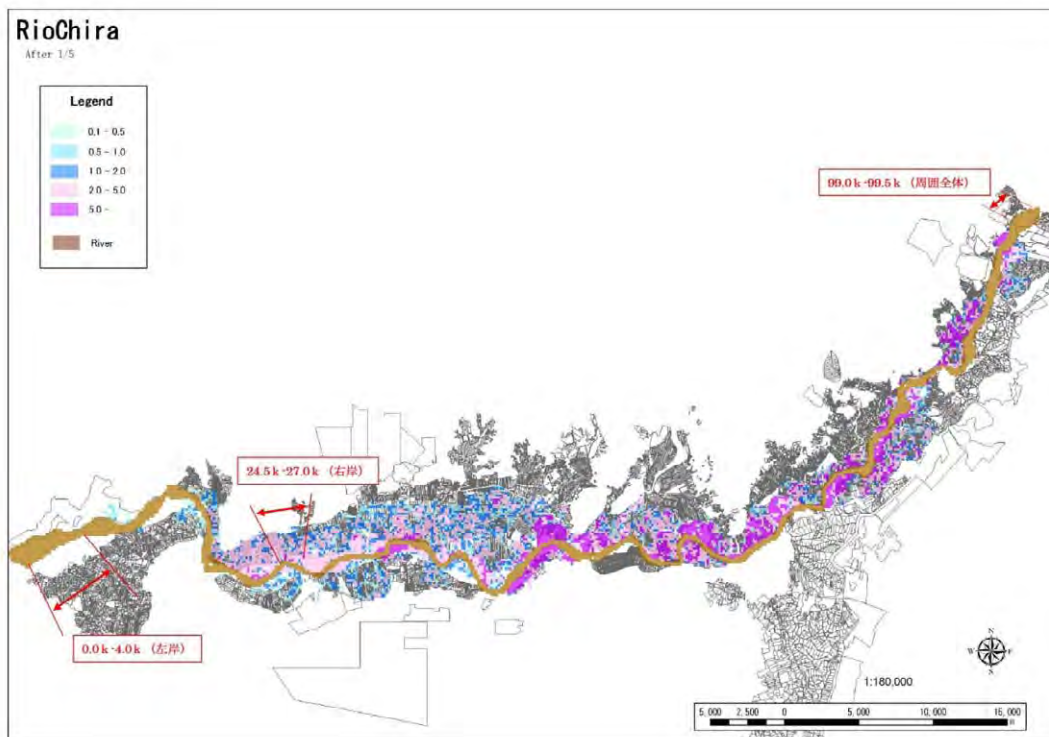 RioChira
After 1/5
Legend
0.1 - 0.5
0.5 - 1.0
1.0 - 2.0
2.0 - 5.0
5.0 -
River
99.0k-99.5k (周囲全体)
24.5k-27.0k (右岸)
0.0k-4.0k (左岸)
N
W
E
S
1:180,000
5,000 2,500 0 5,000 10,000 15,000